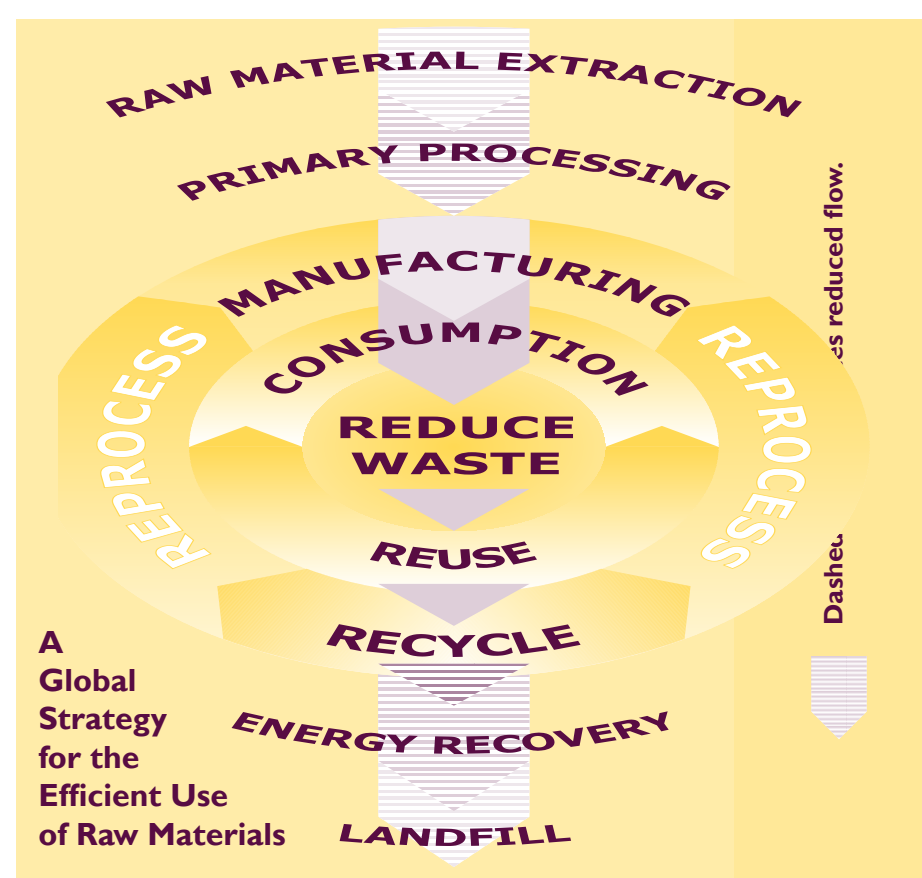 RAW MATERIAL EXTRACTION
PRIMARY PROCESSING
MANUFACTURING
CONSUMPTION
REPROCESS
REPROCESS
REDUCE
WASTE
REUSE
RECYCLE
ENERGY RECOVERY
LANDFILL
A
Global
Strategy
for the
Efficient Use
of Raw Materials
Dashed
reduced flow.